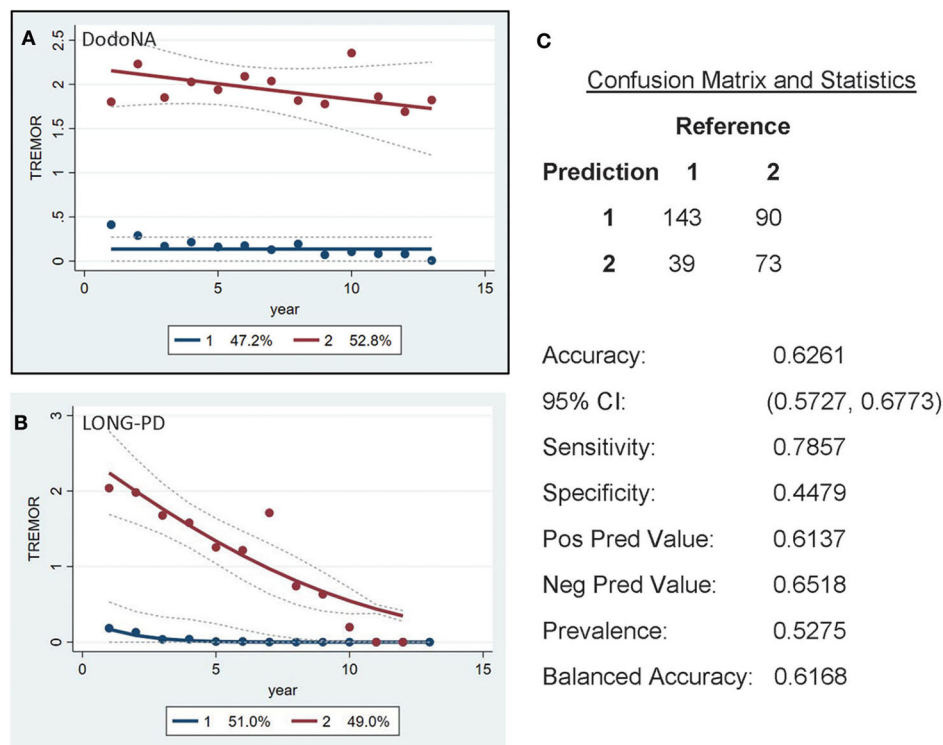 A
DodoNA
2.5
2
1.5
1
.5
0
TREMOR
0 5 10 15
year
1 47.2% 2 52.8%
B
LONG-PD
3
2
1
0
TREMOR
0 5 10 15
year
1 51.0% 2 49.0%
C
Confusion Matrix and Statistics
Reference
Prediction 1 2
1 143 90
2 39 73
Accuracy: 0.6261
95% CI: (0.5727, 0.6773)
Sensitivity: 0.7857
Specificity: 0.4479
Pos Pred Value: 0.6137
Neg Pred Value: 0.6518
Prevalence: 0.5275
Balanced Accuracy: 0.6168